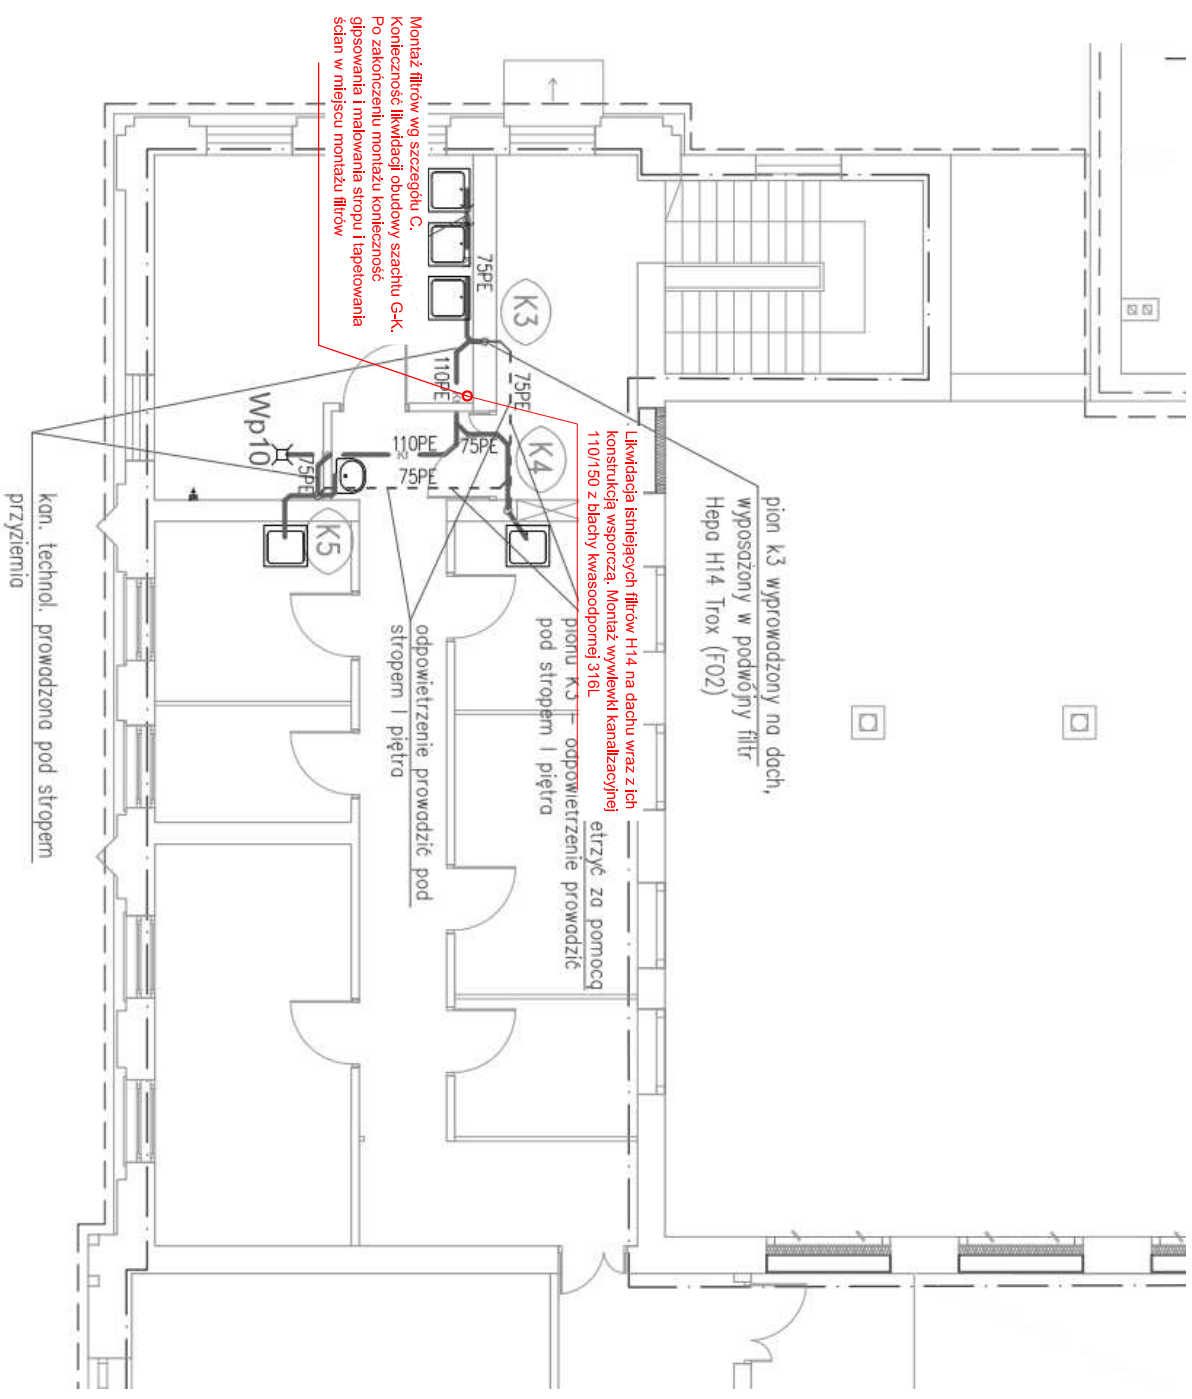 Montaż filtrów wg szczegółu C.
Konieczność likwidacji obudowy szachtu G-K.
Po zakończeniu montażu konieczność
gipsowania i malowania stropu i tapetowania
ścian w miejscu montażu filtrów
Likwidacja istniejących filtrów H14 na dachu wraz z ich
konstrukcją wsporczą. Montaż wywiewki kanalizacyjnej
110/150 z blachy kwasoodpornej 316L
pion k3 wyprowadzony na dach,
wyposażony w podwójny filtr
Hepa H14 Trox (F02)
etrzyć za pomocą
pionu K3 – odpowietrzenie prowadzić
pod stropem I piętra
odpowietrzenie prowadzić pod
stropem I piętra
kan. technol. prowadzona pod stropem
przyziemia
75PE
K3
110PE
Kt
75PE
K4
75PE
110PE
Kt
75PE
Wp10
75PE
K5